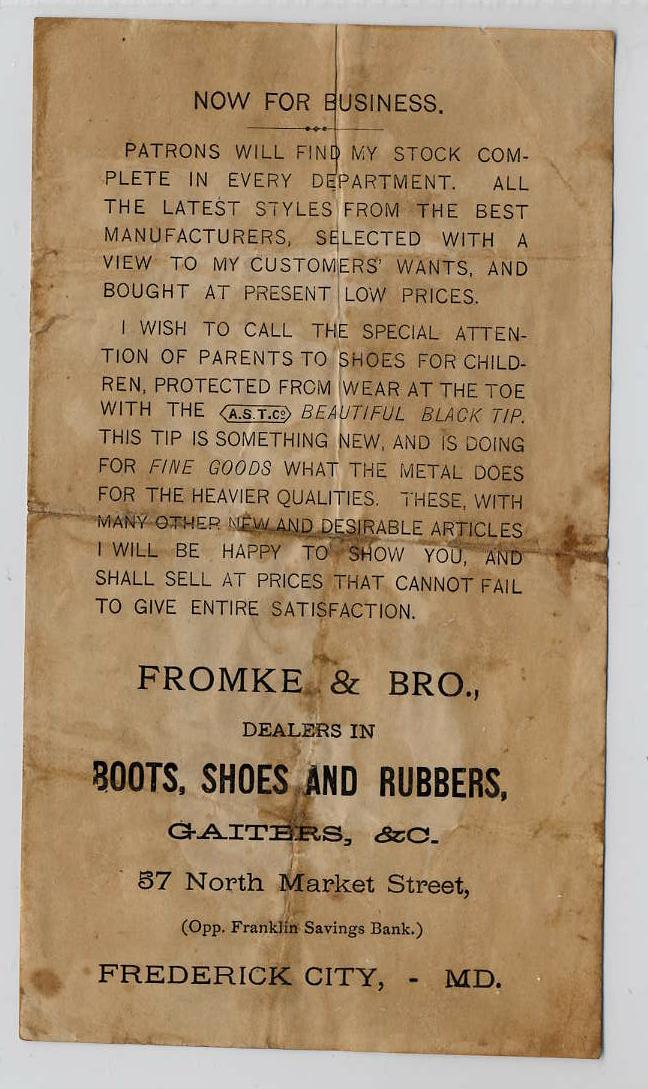 NOW FOR BUSINESS.
PATRONS WILL FIND MY STOCK COM-
PLETE IN EVERY DEPARTMENT. ALL
THE LATEST STYLES FROM THE BEST
MANUFACTURERS, SELECTED WITH A
VIEW TO MY CUSTOMERS' WANTS, AND
BOUGHT AT PRESENT LOW PRICES.
I WISH TO CALL THE SPECIAL ATTEN-
TION OF PARENTS TO SHOES FOR CHILD-
REN, PROTECTED FROM WEAR AT THE TOE
WITH THE A.S.T.Co BEAUTIFUL BLACK TIP.
THIS TIP IS SOMETHING NEW, AND IS DOING
FOR FINE GOODS WHAT THE METAL DOES
FOR THE HEAVIER QUALITIES. THESE, WITH
MANY OTHER NEW AND DESIRABLE ARTICLES
I WILL BE HAPPY TO SHOW YOU, AND
SHALL SELL AT PRICES THAT CANNOT FAIL
TO GIVE ENTIRE SATISFACTION.
FROMKE & BRO.,
DEALERS IN
BOOTS, SHOES AND RUBBERS,
GAITERS, &C.
57 North Market Street,
(Opp. Franklin Savings Bank.)
FREDERICK CITY, - MD.